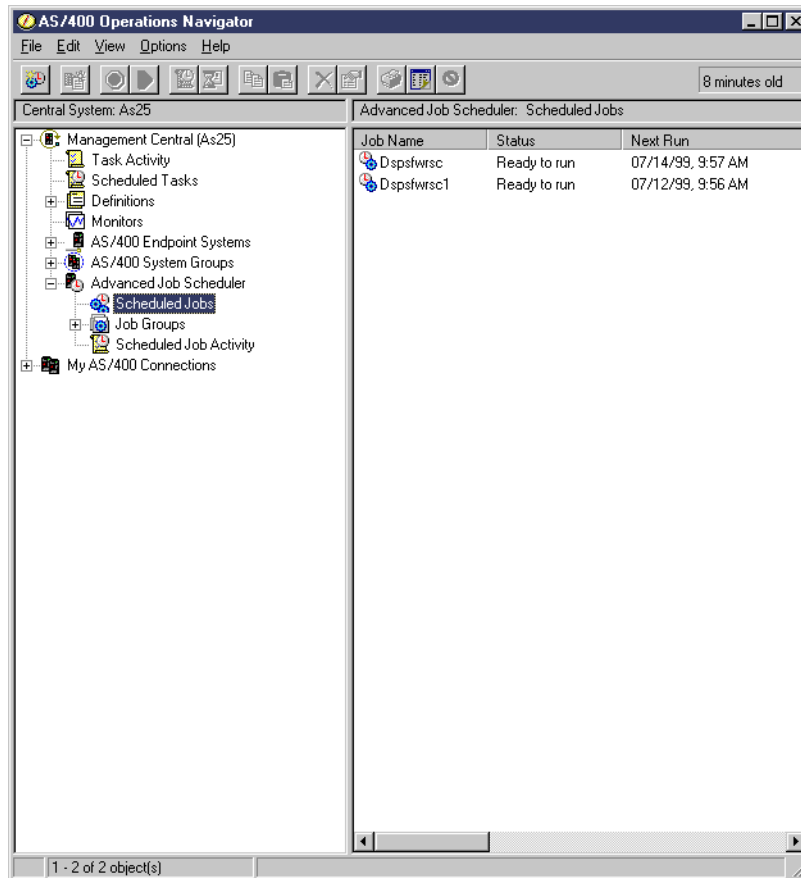 AS/400 Operations Navigator
File Edit View Options Help
8 minutes old
Central System: As25
Advanced Job Scheduler: Scheduled Jobs
Management Central (As25)
Task Activity
Scheduled Tasks
Definitions
Monitors
AS/400 Endpoint Systems
AS/400 System Groups
Advanced Job Scheduler
Scheduled Jobs
Job Groups
Scheduled Job Activity
My AS/400 Connections
Job Name Status Next Run
Dspsfwrsc Ready to run 07/14/99, 9:57 AM
Dspsfwrsc1 Ready to run 07/12/99, 9:56 AM
1 - 2 of 2 object(s)